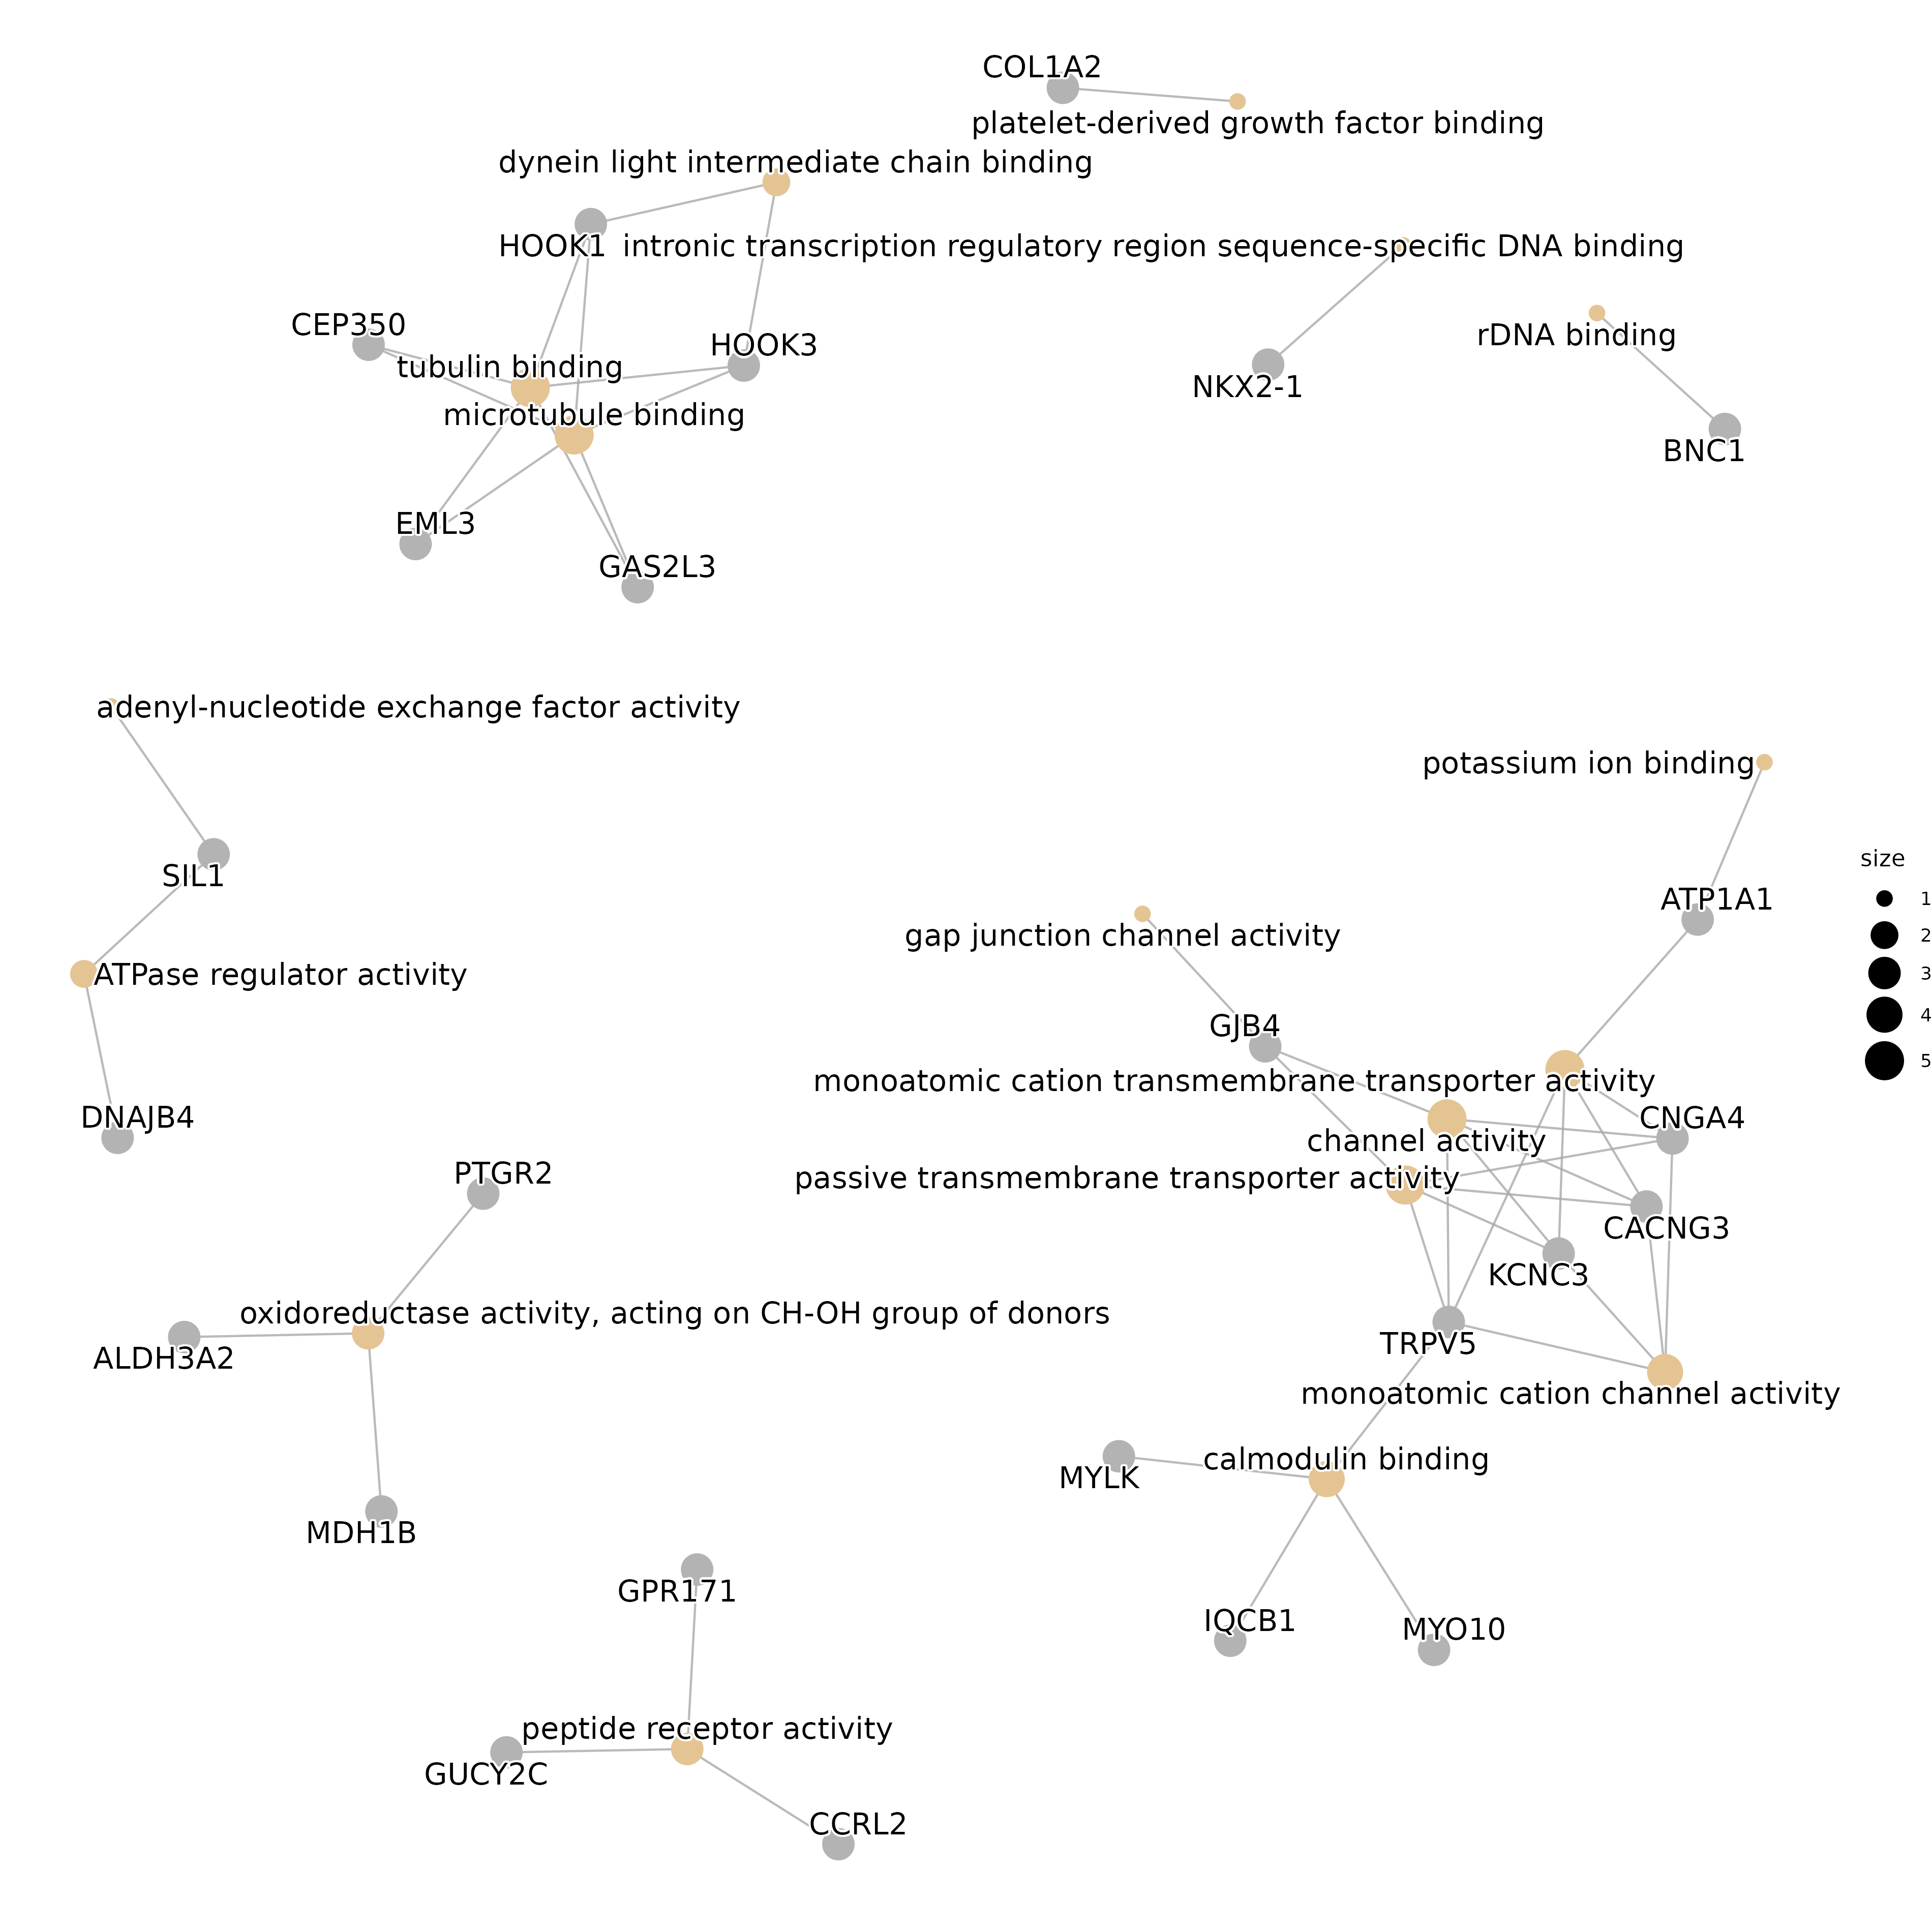 COL1A2
platelet-derived growth factor binding
dynein light intermediate chain binding
HOOK1
intronic transcription regulatory region sequence-specific DNA binding
CEP350
rDNA binding
HOOK3
tubulin binding
NKX2-1
microtubule binding
BNC1
EML3
GAS2L3
adenyl-nucleotide exchange factor activity
potassium ion binding
size
SIL1
ATP1A1
1
gap junction channel activity
2
ATPase regulator activity
3
GJB4
4
5
monoatomic cation transmembrane transporter activity
DNAJB4
CNGA4
channel activity
PTGR2
passive transmembrane transporter activity
CACNG3
KCNC3
oxidoreductase activity, acting on CH-OH group of donors
TRPV5
ALDH3A2
monoatomic cation channel activity
calmodulin binding
MYLK
MDH1B
GPR171
IQCB1
MYO10
peptide receptor activity
GUCY2C
CCRL2